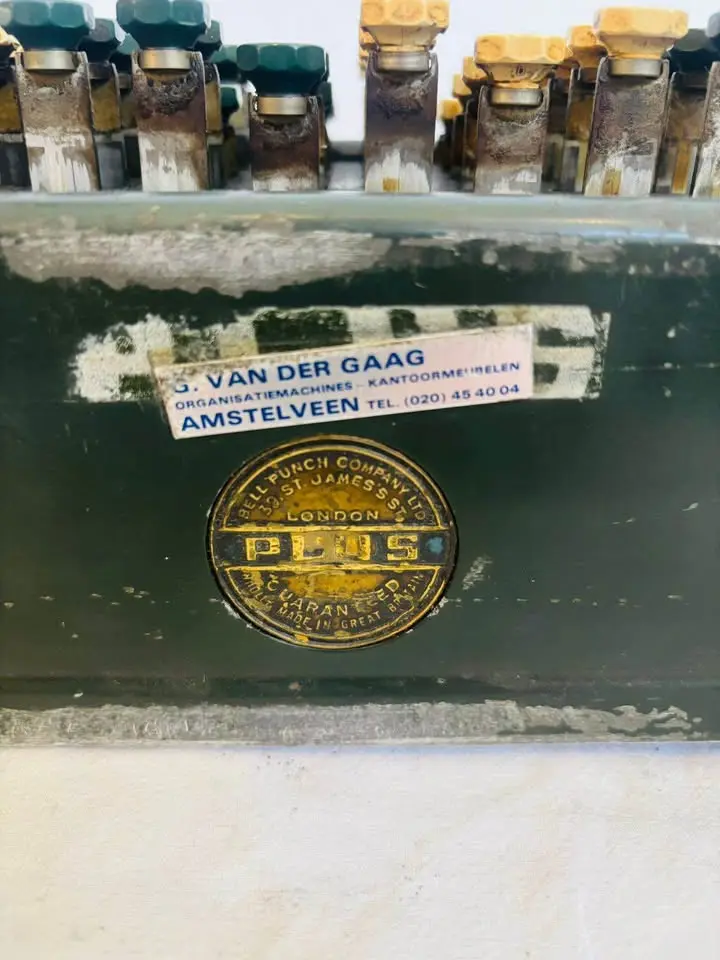 G. VAN DER GAAG
ORGANISATIEMACHINES - KANTOORMEUBELEN
AMSTELVEEN TEL. (020) 45 40 04
BELL PUNCH COMPANY LTD
39, ST. JAMES'S ST.
LONDON
PLUS
GUARANTEED
WHOLLY MADE IN GREAT BRITAIN